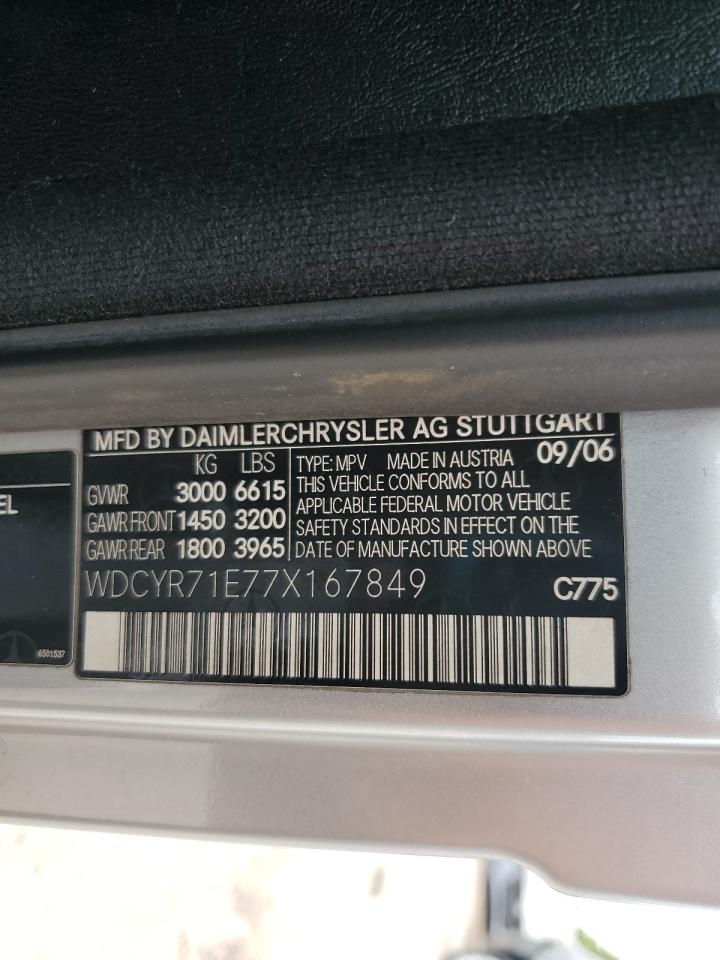 MFD BY DAIMLERCHRYSLER AG STUTTGART
KG LBS
GVWR 3000 6615
GAWR FRONT 1450 3200
GAWR REAR 1800 3965
TYPE: MPV MADE IN AUSTRIA 09/06
THIS VEHICLE CONFORMS TO ALL
APPLICABLE FEDERAL MOTOR VEHICLE
SAFETY STANDARDS IN EFFECT ON THE
DATE OF MANUFACTURE SHOWN ABOVE.
WDCYR71E77X167849 C775
EL
6501537